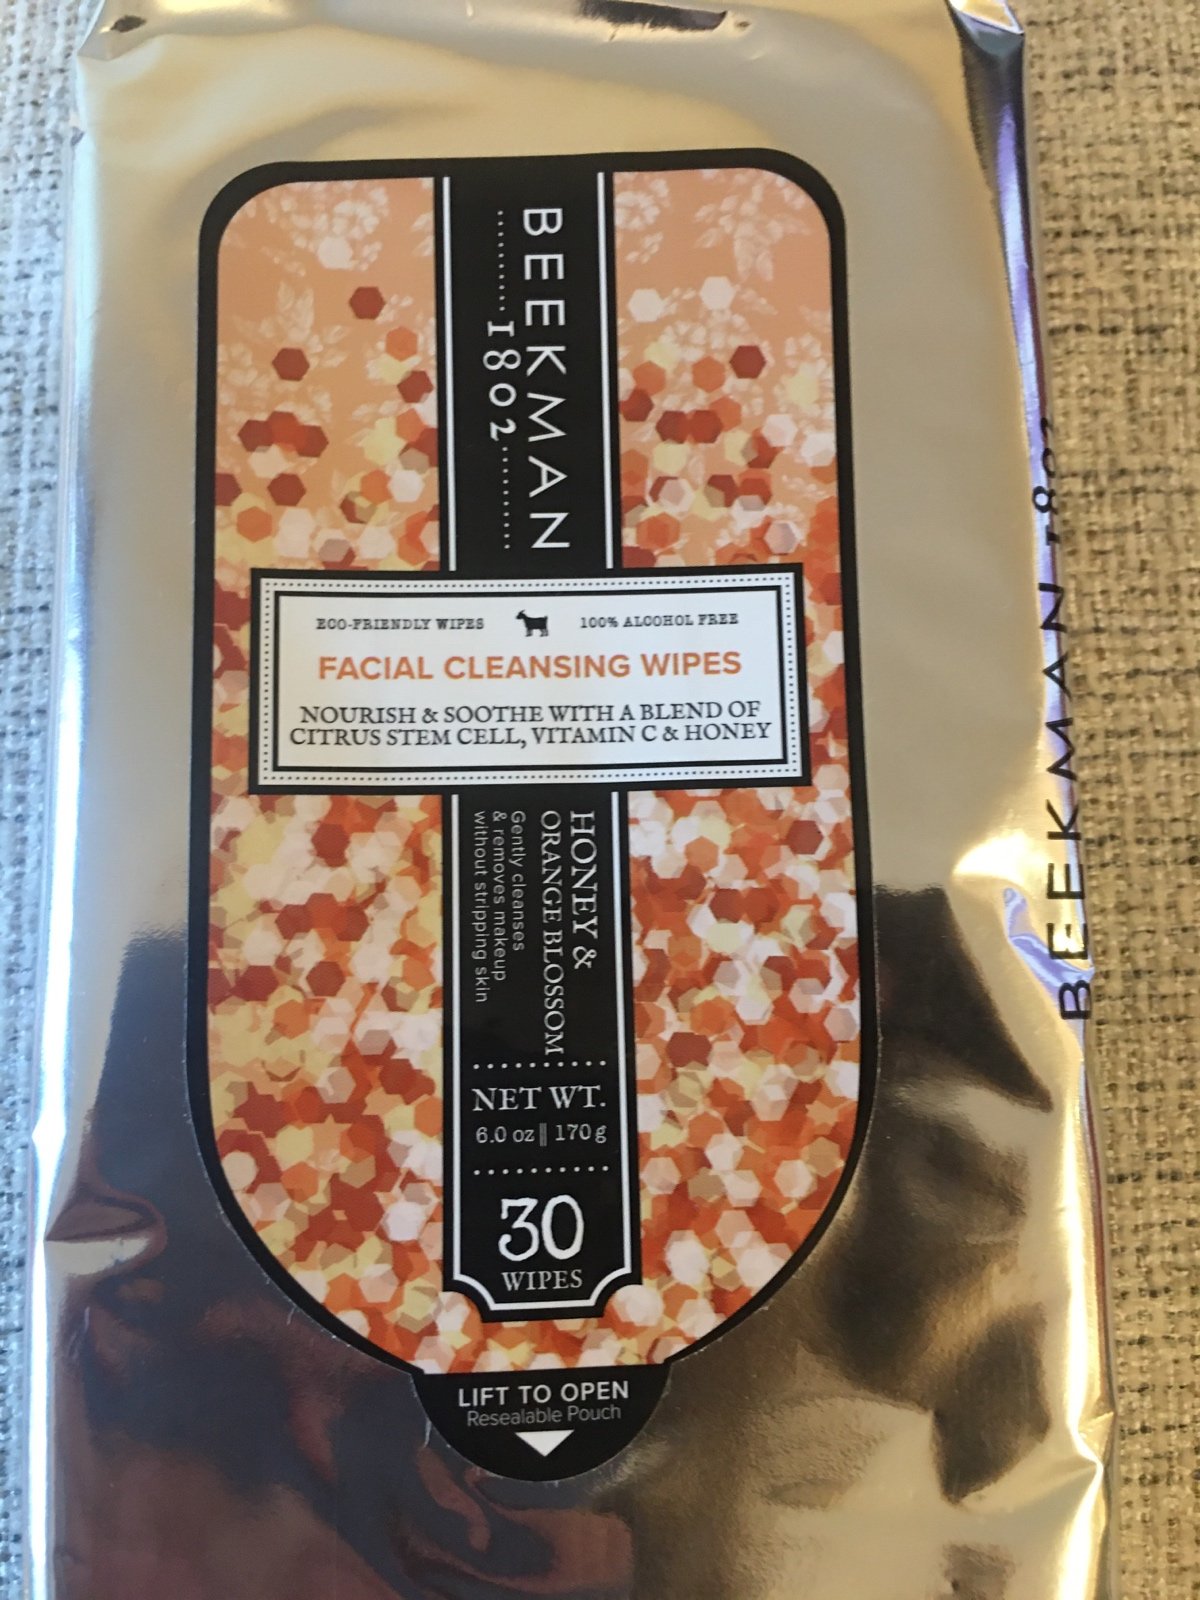 BEEKMAN
1802
ECO-FRIENDLY WIPES
100% ALCOHOL FREE
FACIAL CLEANSING WIPES
NOURISH & SOOTHE WITH A BLEND OF
CITRUS STEM CELL, VITAMIN C & HONEY
HONEY &
ORANGE BLOSSOM
Gently cleanses
& removes makeup
without stripping skin
NET WT.
6.0 oz || 170g
30
WIPES
LIFT TO OPEN
Resealable Pouch
BEEKMAN 1802